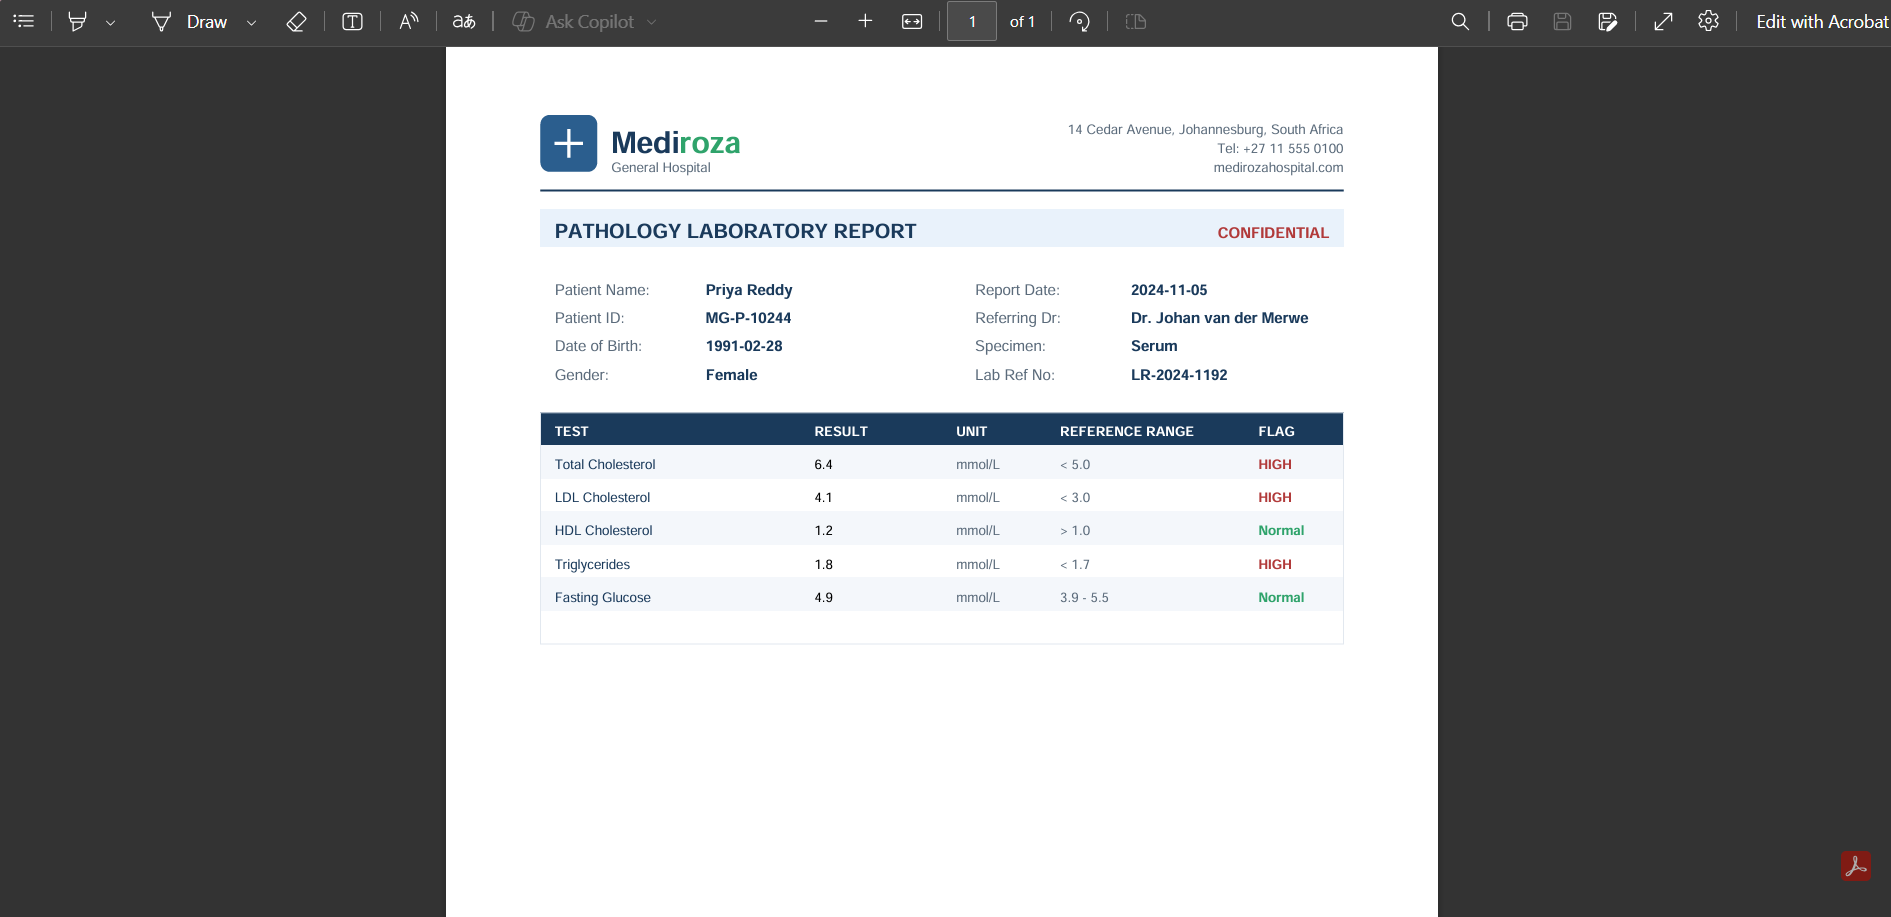 Draw
aあ
Ask Copilot
1
of 1
Edit with Acrobat
Mediroza
General Hospital
14 Cedar Avenue, Johannesburg, South Africa
Tel: +27 11 555 0100
medirozahospital.com
PATHOLOGY LABORATORY REPORT CONFIDENTIAL
Patient Name: Priya Reddy Report Date: 2024-11-05
Patient ID: MG-P-10244 Referring Dr: Dr. Johan van der Merwe
Date of Birth: 1991-02-28 Specimen: Serum
Gender: Female Lab Ref No: LR-2024-1192
TEST RESULT UNIT REFERENCE RANGE FLAG
Total Cholesterol 6.4 mmol/L < 5.0 HIGH
LDL Cholesterol 4.1 mmol/L < 3.0 HIGH
HDL Cholesterol 1.2 mmol/L > 1.0 Normal
Triglycerides 1.8 mmol/L < 1.7 HIGH
Fasting Glucose 4.9 mmol/L 3.9 - 5.5 Normal